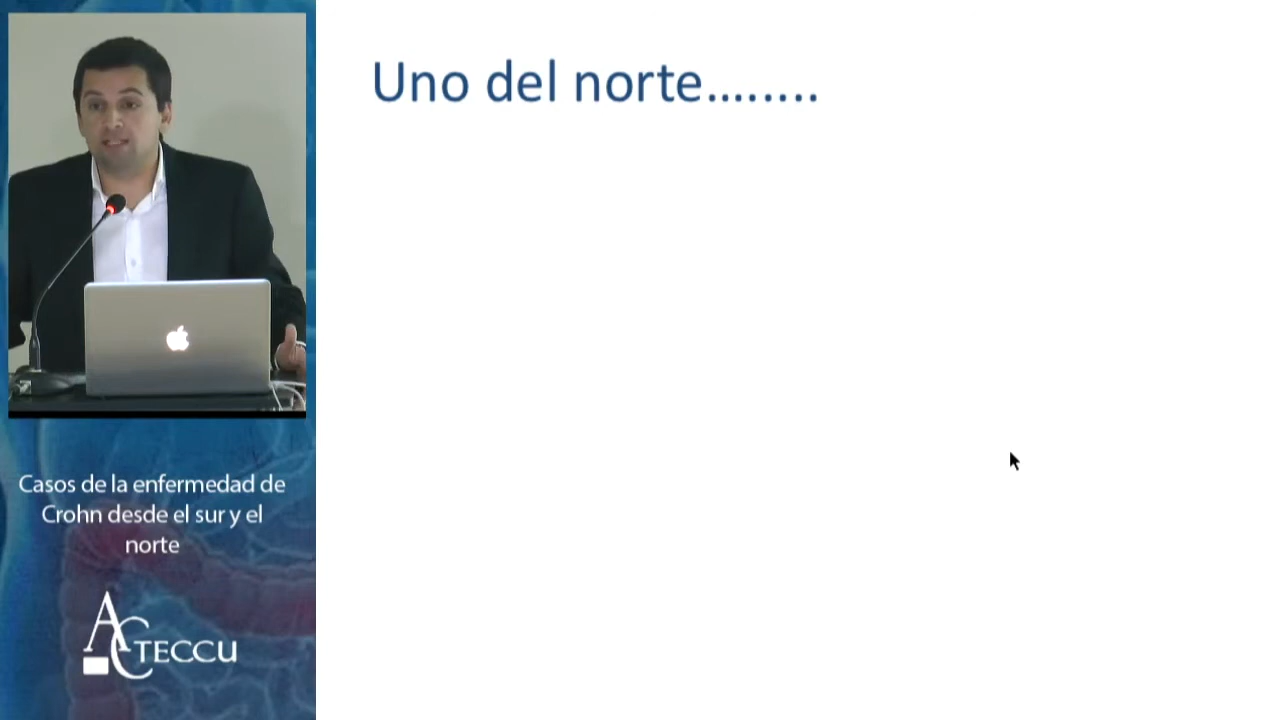 Uno del norte........
Casos de la enfermedad de
Crohn desde el sur y el
norte
ACTECCU